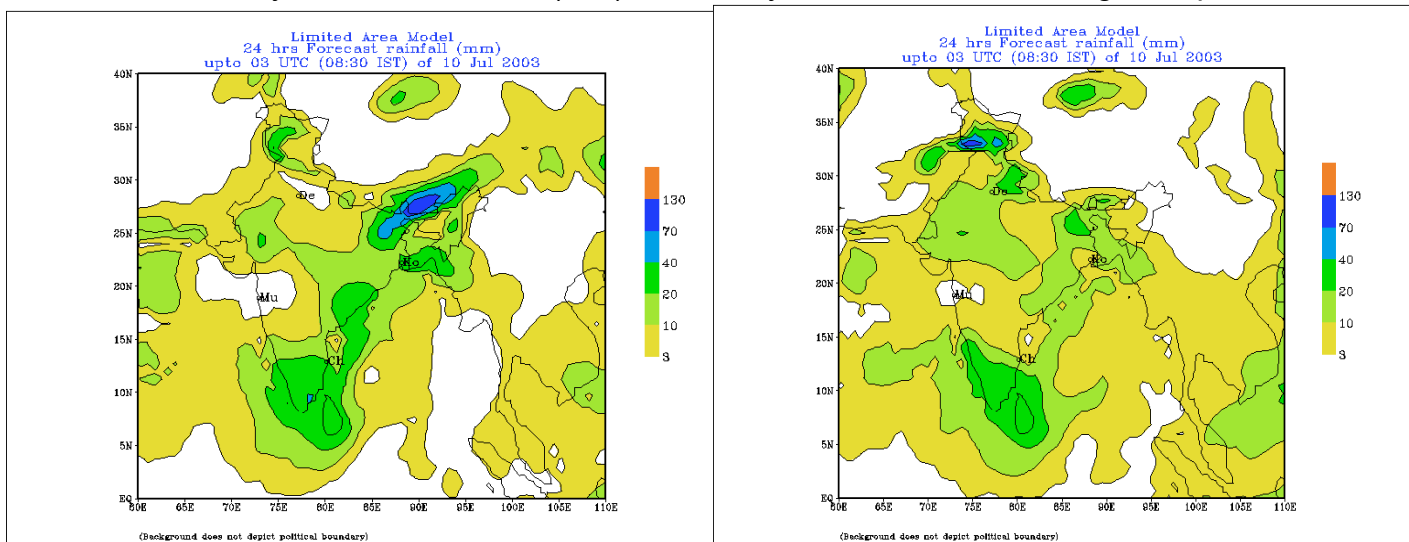 Limited Area Model
24 hrs Forecast rainfall (mm)
upto 03 UTC (08:30 IST) of 10 Jul 2003
40N
35N
30N
25N
20N
15N
10N
5N
EQ
De
Ko
Mu
Ch
60E 65E 70E 75E 80E 85E 90E 95E 100E 105E 110E
130
70
40
20
10
3
(Background does not depict political boundary)
Limited Area Model
24 hrs Forecast rainfall (mm)
upto 03 UTC (08:30 IST) of 10 Jul 2003
40N
35N
30N
25N
20N
15N
10N
5N
EQ
De
Ko
Mu
Ch
60E 65E 70E 75E 80E 85E 90E 95E 100E 105E 110E
130
70
40
20
10
3
(Background does not depict political boundary)